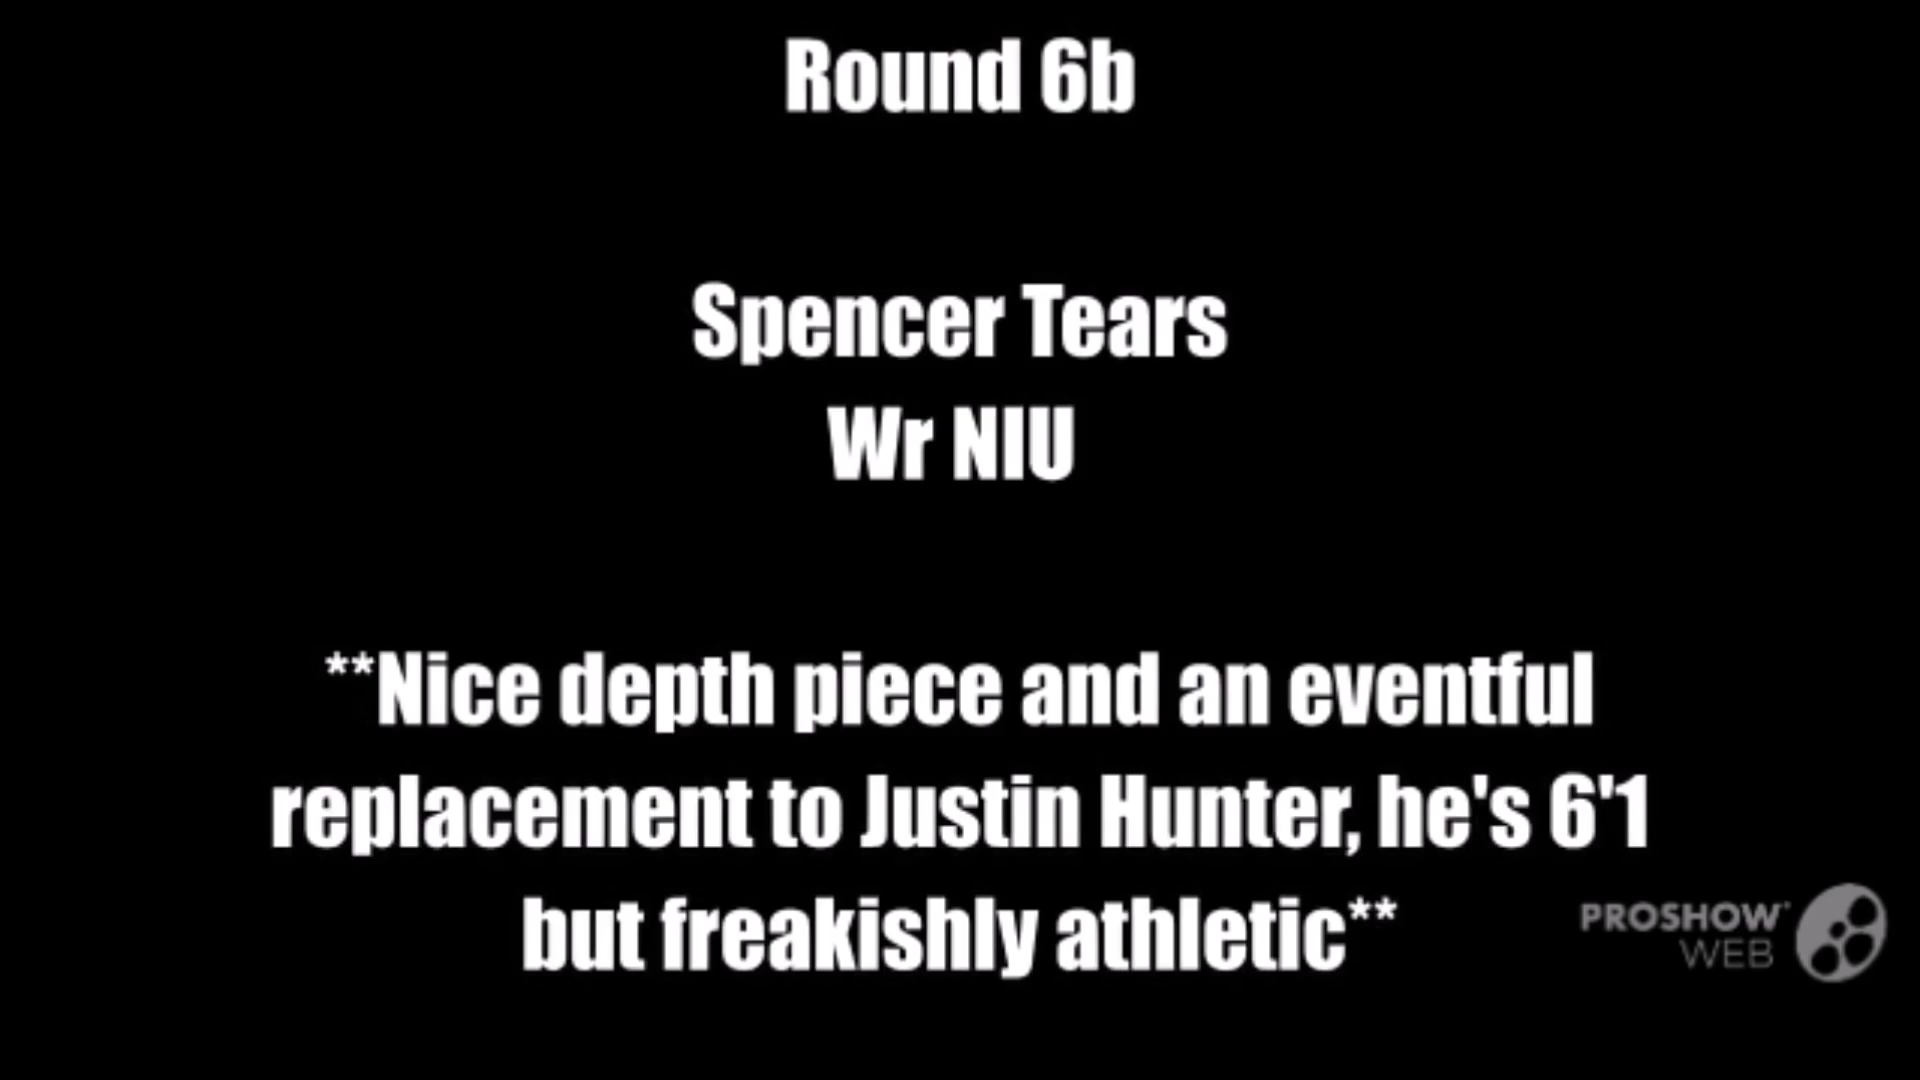 Round 6b
Spencer Tears
Wr NIU
**Nice depth piece and an eventful
replacement to Justin Hunter, he's 6'1
but freakishly athletic**
PROSHOW
WEB